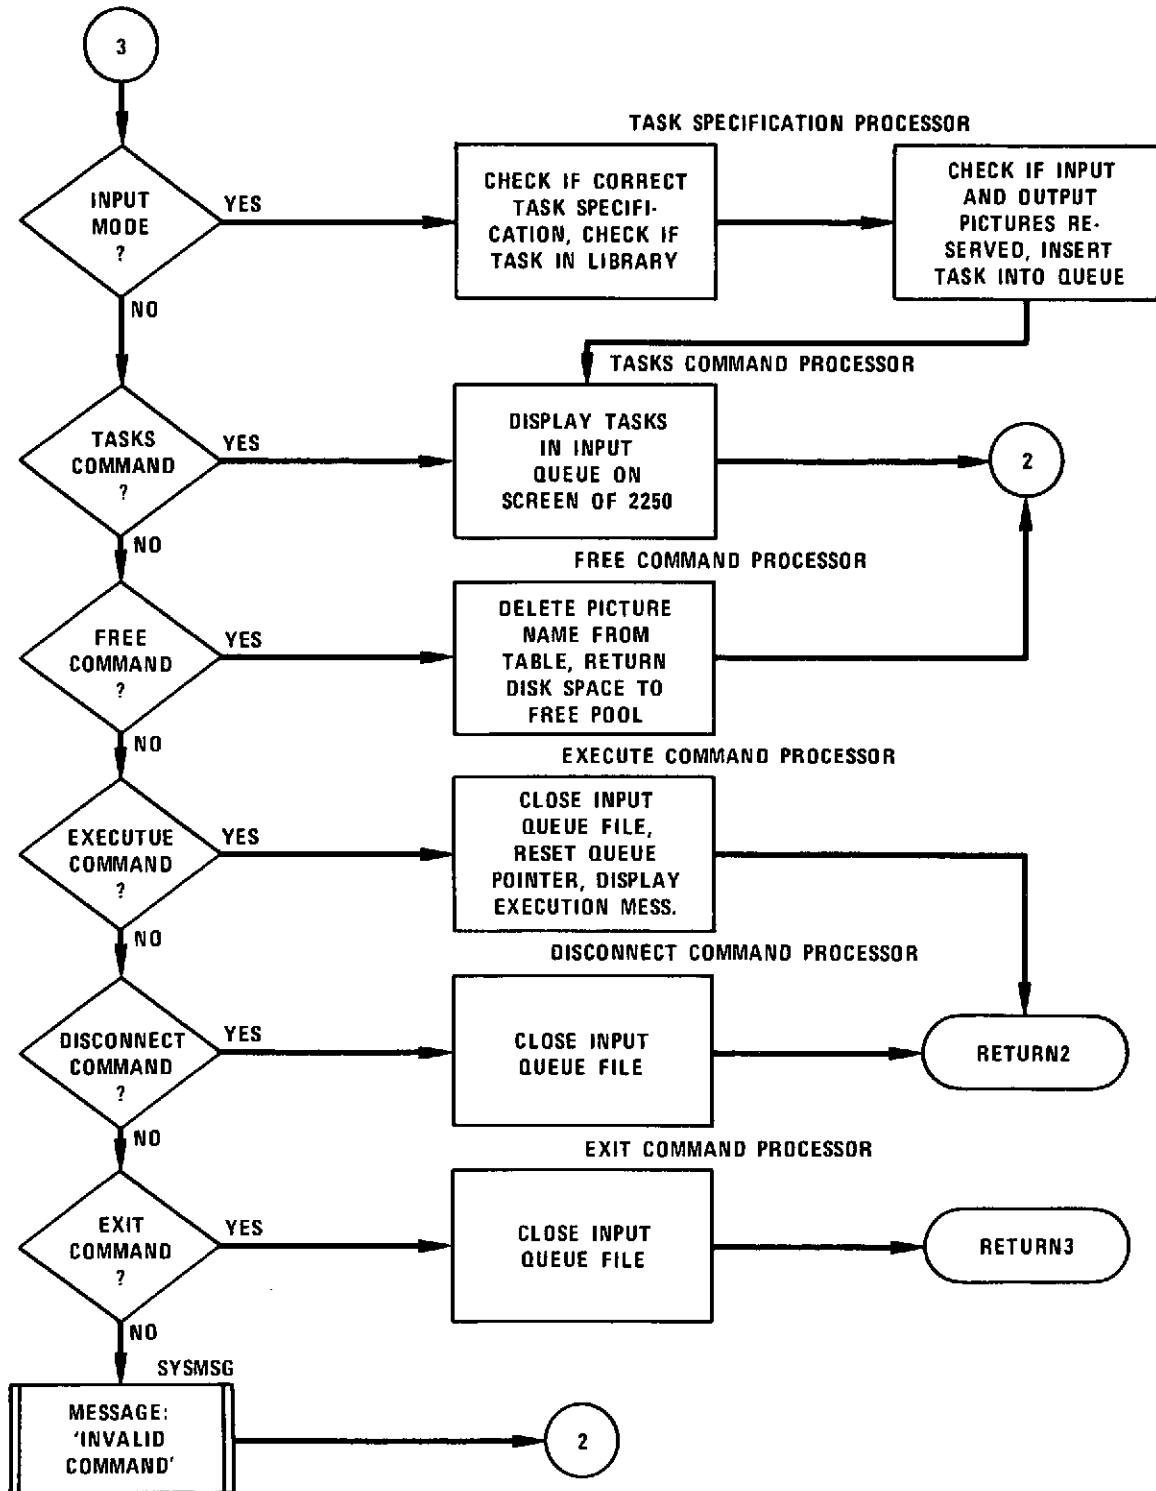 3
TASK SPECIFICATION PROCESSOR
INPUT
MODE
?
YES
CHECK IF CORRECT
TASK SPECIFI-
CATION, CHECK IF
TASK IN LIBRARY
CHECK IF INPUT
AND OUTPUT
PICTURES RE-
SERVED, INSERT
TASK INTO QUEUE
NO
TASKS COMMAND PROCESSOR
TASKS
COMMAND
?
YES
DISPLAY TASKS
IN INPUT
QUEUE ON
SCREEN OF 2250
2
NO
FREE COMMAND PROCESSOR
FREE
COMMAND
?
YES
DELETE PICTURE
NAME FROM
TABLE, RETURN
DISK SPACE TO
FREE POOL
NO
EXECUTE COMMAND PROCESSOR
EXECUTUE
COMMAND
?
YES
CLOSE INPUT
QUEUE FILE,
RESET QUEUE
POINTER, DISPLAY
EXECUTION MESS.
NO
DISCONNECT COMMAND PROCESSOR
DISCONNECT
COMMAND
?
YES
CLOSE INPUT
QUEUE FILE
RETURN2
NO
EXIT COMMAND PROCESSOR
EXIT
COMMAND
?
YES
CLOSE INPUT
QUEUE FILE
RETURN3
NO
SYSMSG
MESSAGE:
'INVALID
COMMAND'
2